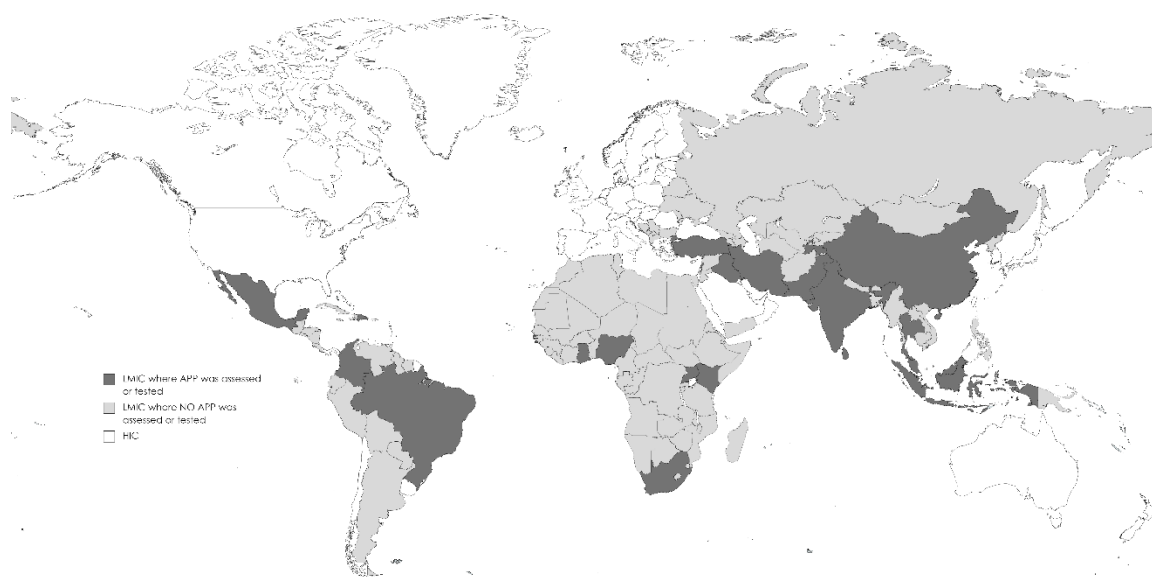 LMIC where APP was assessed
or tested
LMIC where NO APP was
assessed or tested
HIC